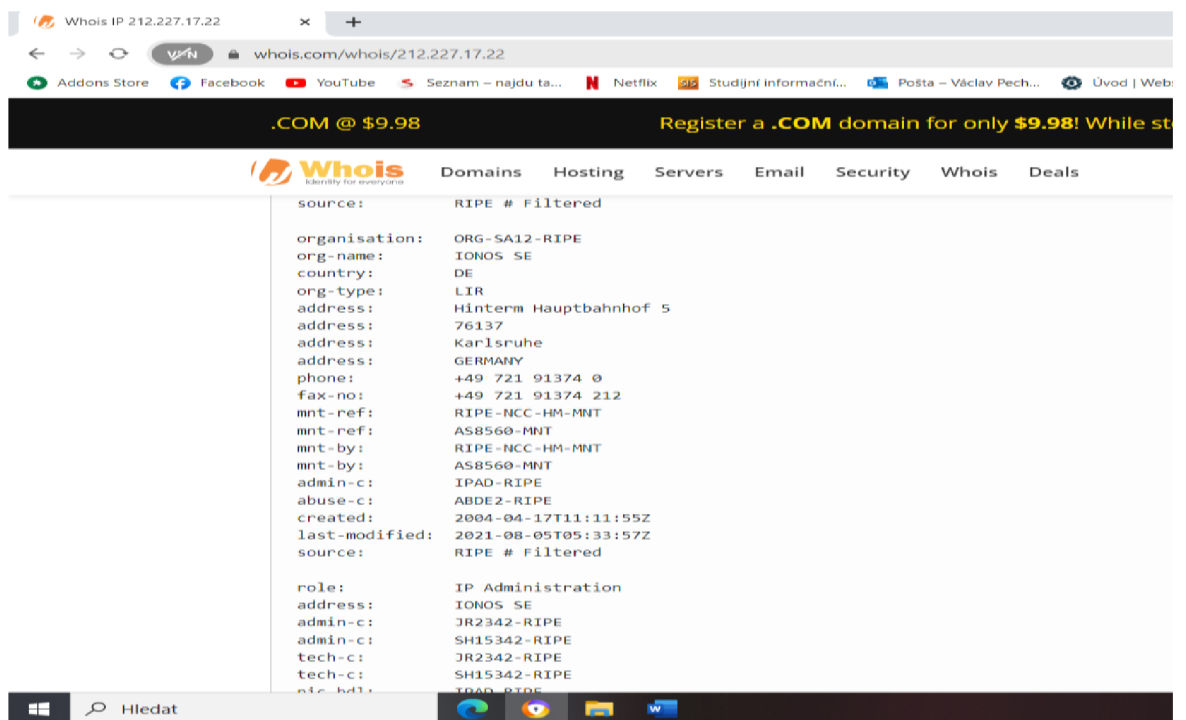 Whois IP 212.227.17.22
VPN whois.com/whois/212.227.17.22
Addons Store Facebook YouTube Seznam – najdu ta... Netflix Studijní informační... Pošta – Václav Pech... Úvod | Web
.COM @ $9.98 Register a .COM domain for only $9.98! While st
Whois Domains Hosting Servers Email Security Whois Deals
Identity for everyone
source: RIPE # Filtered
organisation: ORG-SA12-RIPE
org-name: IONOS SE
country: DE
org-type: LIR
address: Hinterm Hauptbahnhof 5
address: 76137
address: Karlsruhe
address: GERMANY
phone: +49 721 91374 0
fax-no: +49 721 91374 212
mnt-ref: RIPE-NCC-HM-MNT
mnt-ref: AS8560-MNT
mnt-by: RIPE-NCC-HM-MNT
mnt-by: AS8560-MNT
admin-c: IPAD-RIPE
abuse-c: ABDE2-RIPE
created: 2004-04-17T11:11:55Z
last-modified: 2021-08-05T05:33:57Z
source: RIPE # Filtered
role: IP Administration
address: IONOS SE
admin-c: JR2342-RIPE
admin-c: SH15342-RIPE
tech-c: JR2342-RIPE
tech-c: SH15342-RIPE
nic-hdl: IPAD-RIPE
Hledat